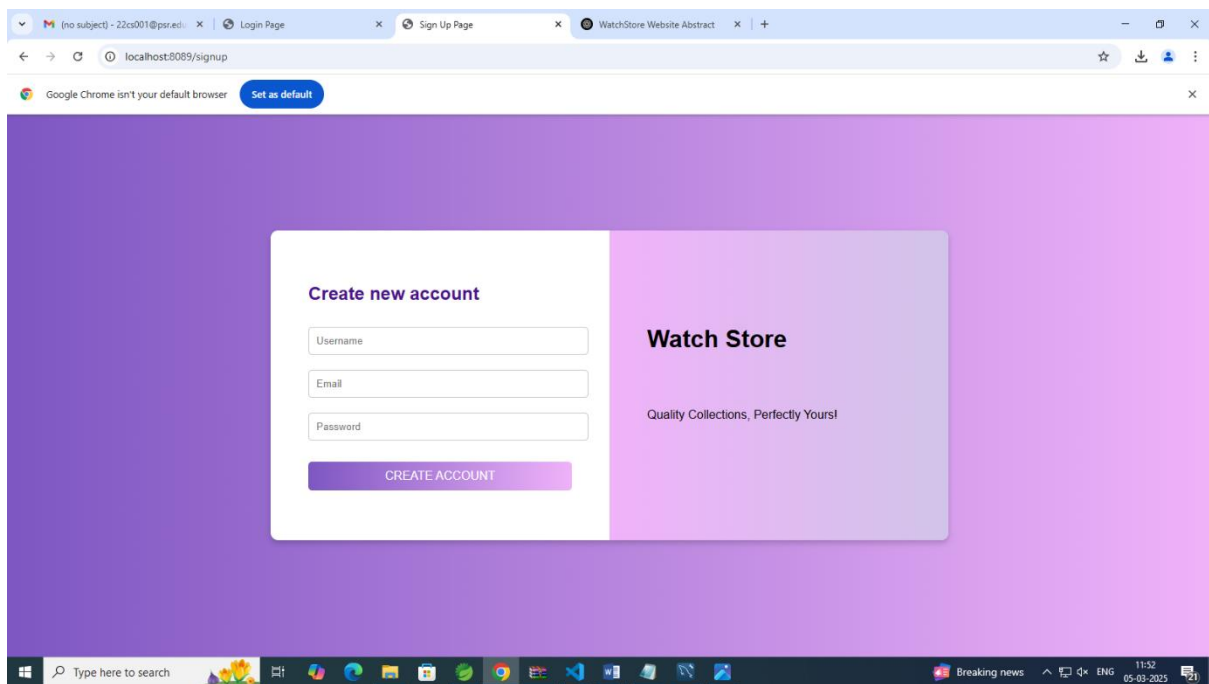 (no subject) - 22cs001@psr.edu
Login Page
Sign Up Page
WatchStore Website Abstract
localhost:8089/signup
Google Chrome isn't your default browser
Set as default
Create new account
Username
Email
Password
CREATE ACCOUNT
Watch Store
Quality Collections, Perfectly Yours!
Type here to search
Breaking news
ENG
11:52
05-03-2025
21